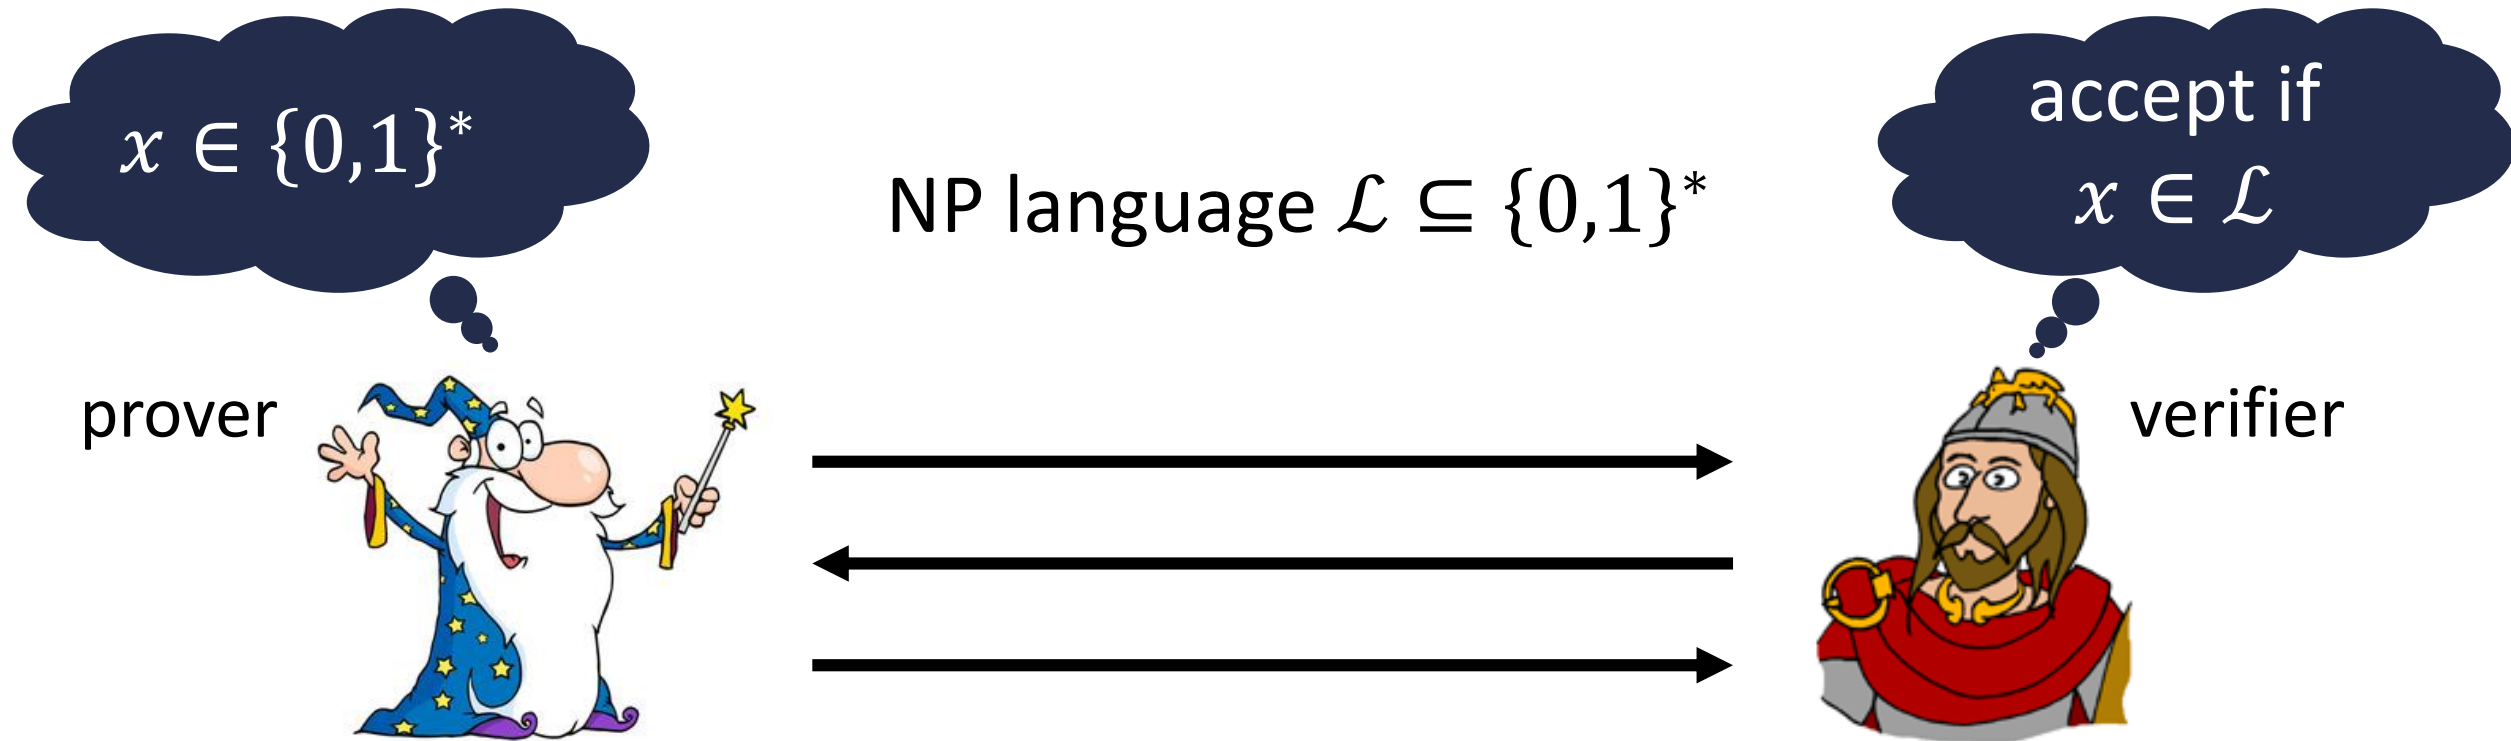 𝑥 ∈ {0,1}*
NP language ℒ ⊆ {0,1}*
accept if
𝑥 ∈ ℒ
prover
verifier